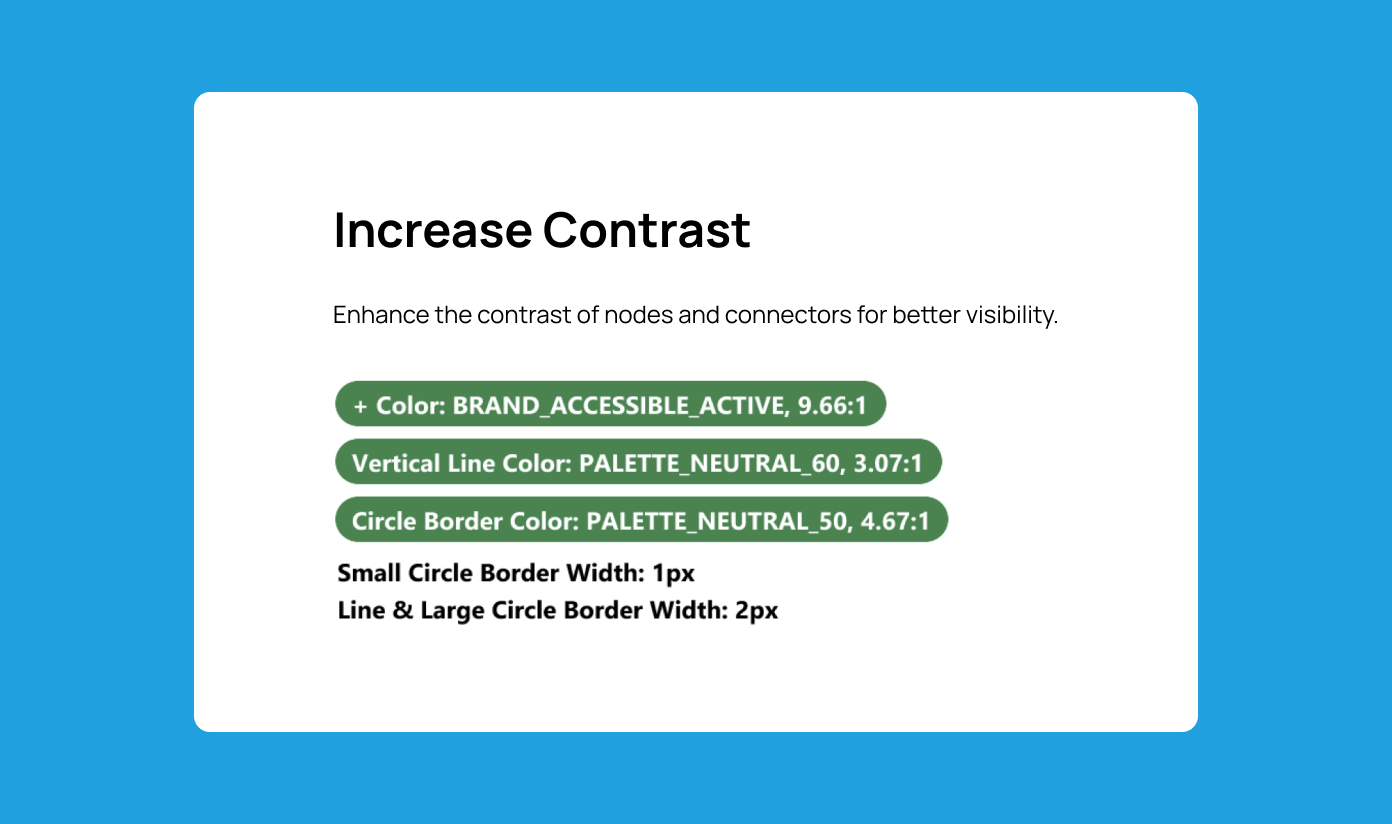 Increase Contrast
Enhance the contrast of nodes and connectors for better visibility.
+ Color: BRAND_ACCESSIBLE_ACTIVE, 9.66:1
Vertical Line Color: PALETTE_NEUTRAL_60, 3.07:1
Circle Border Color: PALETTE_NEUTRAL_50, 4.67:1
Small Circle Border Width: 1px
Line & Large Circle Border Width: 2px